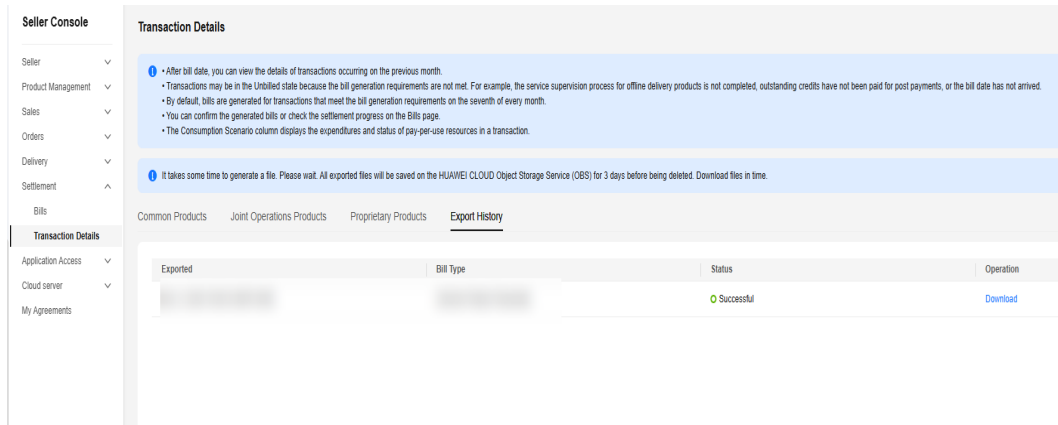 Seller Console
Seller
Product Management
Sales
Orders
Delivery
Settlement
Bills
Transaction Details
Application Access
Cloud server
My Agreements
Transaction Details
• After bill date, you can view the details of transactions occurring on the previous month.
• Transactions may be in the Unbilled state because the bill generation requirements are not met. For example, the service supervision process for offline delivery products is not completed, outstanding credits have not been paid for post payments, or the bill date has not arrived.
• By default, bills are generated for transactions that meet the bill generation requirements on the seventh of every month.
• You can confirm the generated bills or check the settlement progress on the Bills page.
• The Consumption Scenario column displays the expenditures and status of pay-per-use resources in a transaction.
It takes some time to generate a file. Please wait. All exported files will be saved on the HUAWEI CLOUD Object Storage Service (OBS) for 3 days before being deleted. Download files in time.
Common Products Joint Operations Products Proprietary Products Export History
Exported Bill Type Status Operation
Successful Download